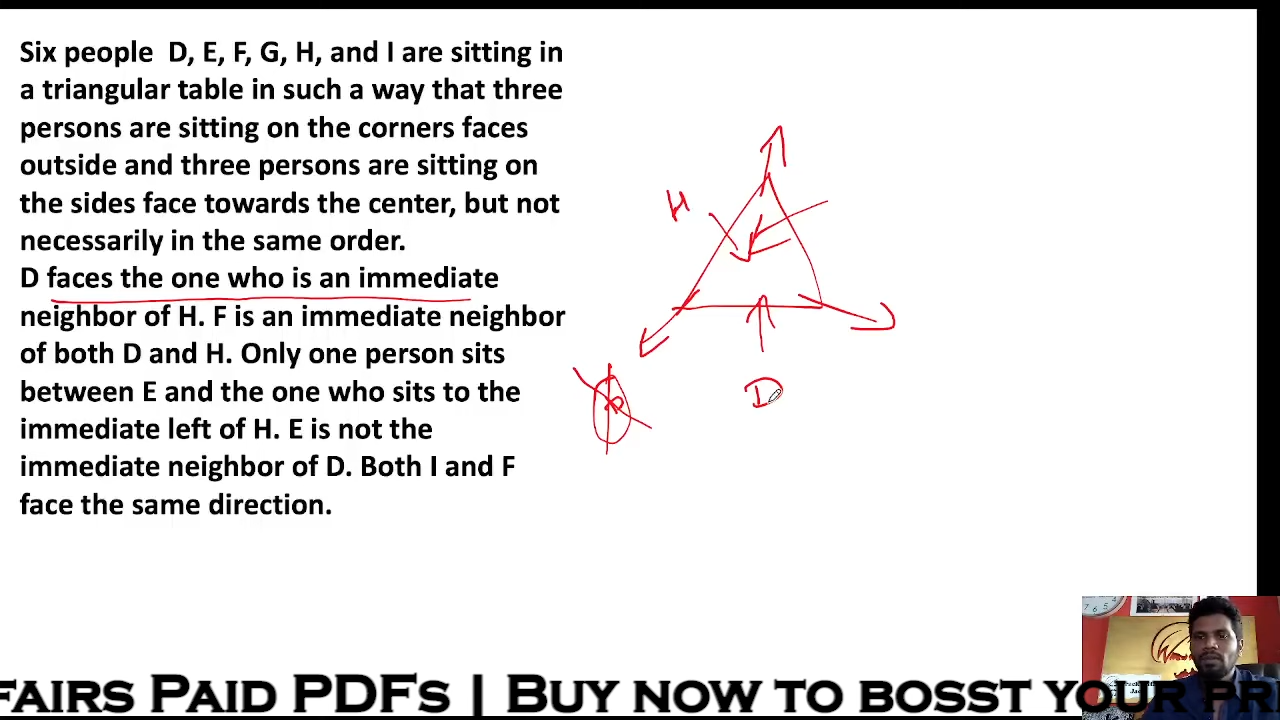 Six people D, E, F, G, H, and I are sitting in
a triangular table in such a way that three
persons are sitting on the corners faces
outside and three persons are sitting on
the sides face towards the center, but not
necessarily in the same order.
D faces the one who is an immediate
neighbor of H. F is an immediate neighbor
of both D and H. Only one person sits
between E and the one who sits to the
immediate left of H. E is not the
immediate neighbor of D. Both I and F
face the same direction.
H
D
FAIRS PAID PDFS | BUY NOW TO BOSST YOUR PR